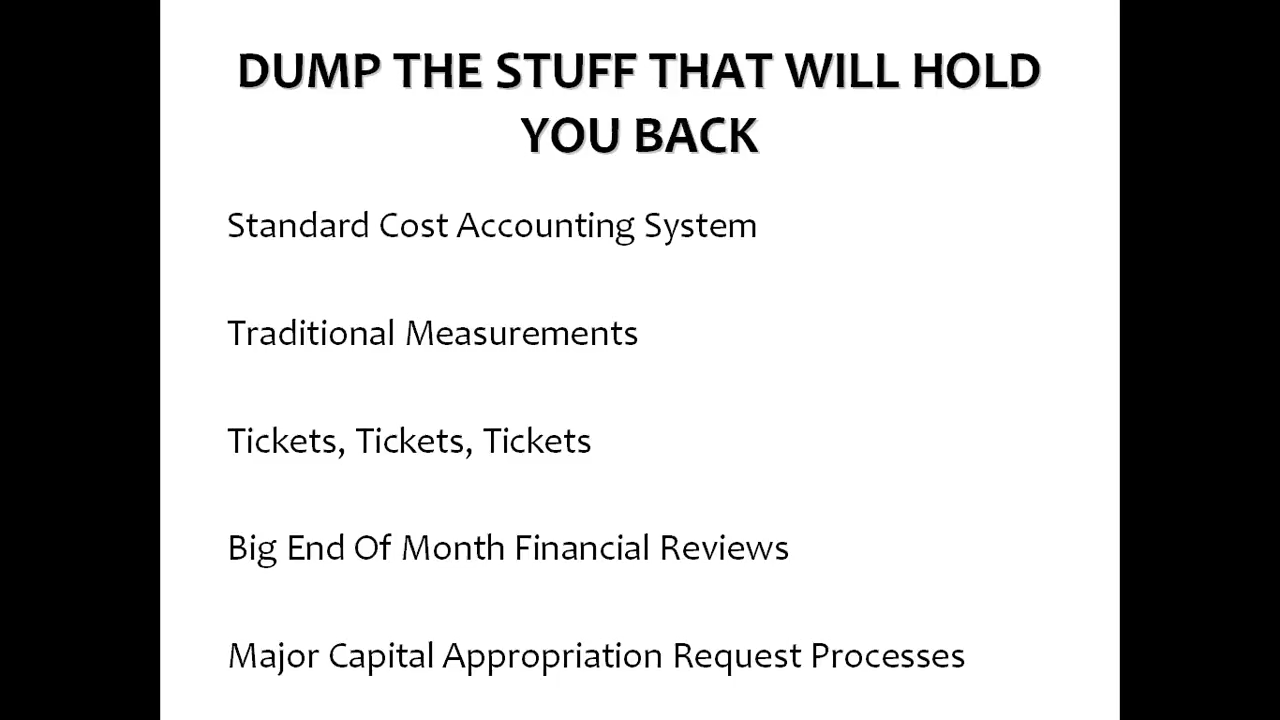 DUMP THE STUFF THAT WILL HOLD
YOU BACK
Standard Cost Accounting System
Traditional Measurements
Tickets, Tickets, Tickets
Big End Of Month Financial Reviews
Major Capital Appropriation Request Processes